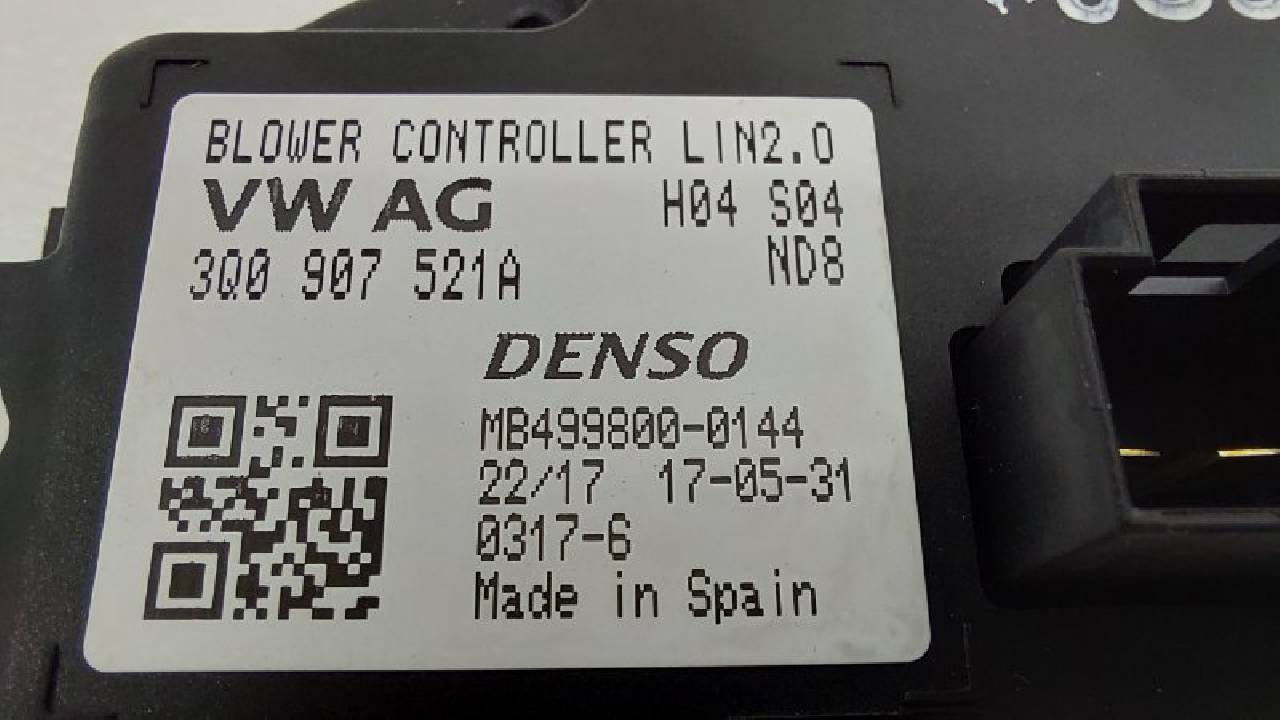 BLOWER CONTROLLER LIN2.0
VW AG H04 S04
3Q0 907 521A ND8
DENSO
MB499800-0144
22/17 17-05-31
0317-6
Made in Spain